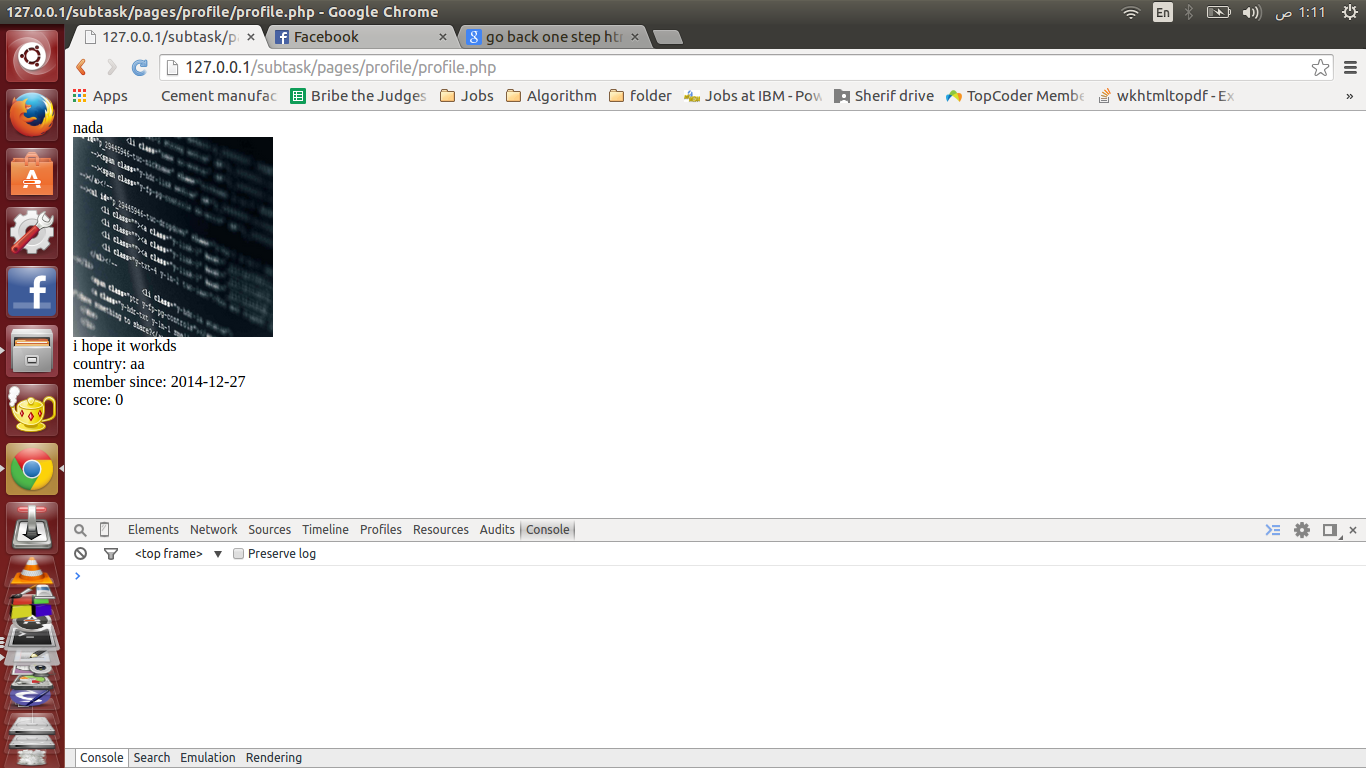 127.0.0.1/subtask/pages/profile/profile.php - Google Chrome
En
1:11 ص
127.0.0.1/subtask/p
Facebook
go back one step ht
127.0.0.1/subtask/pages/profile/profile.php
Apps
Cement manufac
Bribe the Judges
Jobs
Algorithm
folder
Jobs at IBM - Pow
Sherif drive
TopCoder Membe
wkhtmltopdf - Ex
»
nada
i hope it workds
country: aa
member since: 2014-12-27
score: 0
Elements Network Sources Timeline Profiles Resources Audits Console
<top frame> Preserve log
Console Search Emulation Rendering